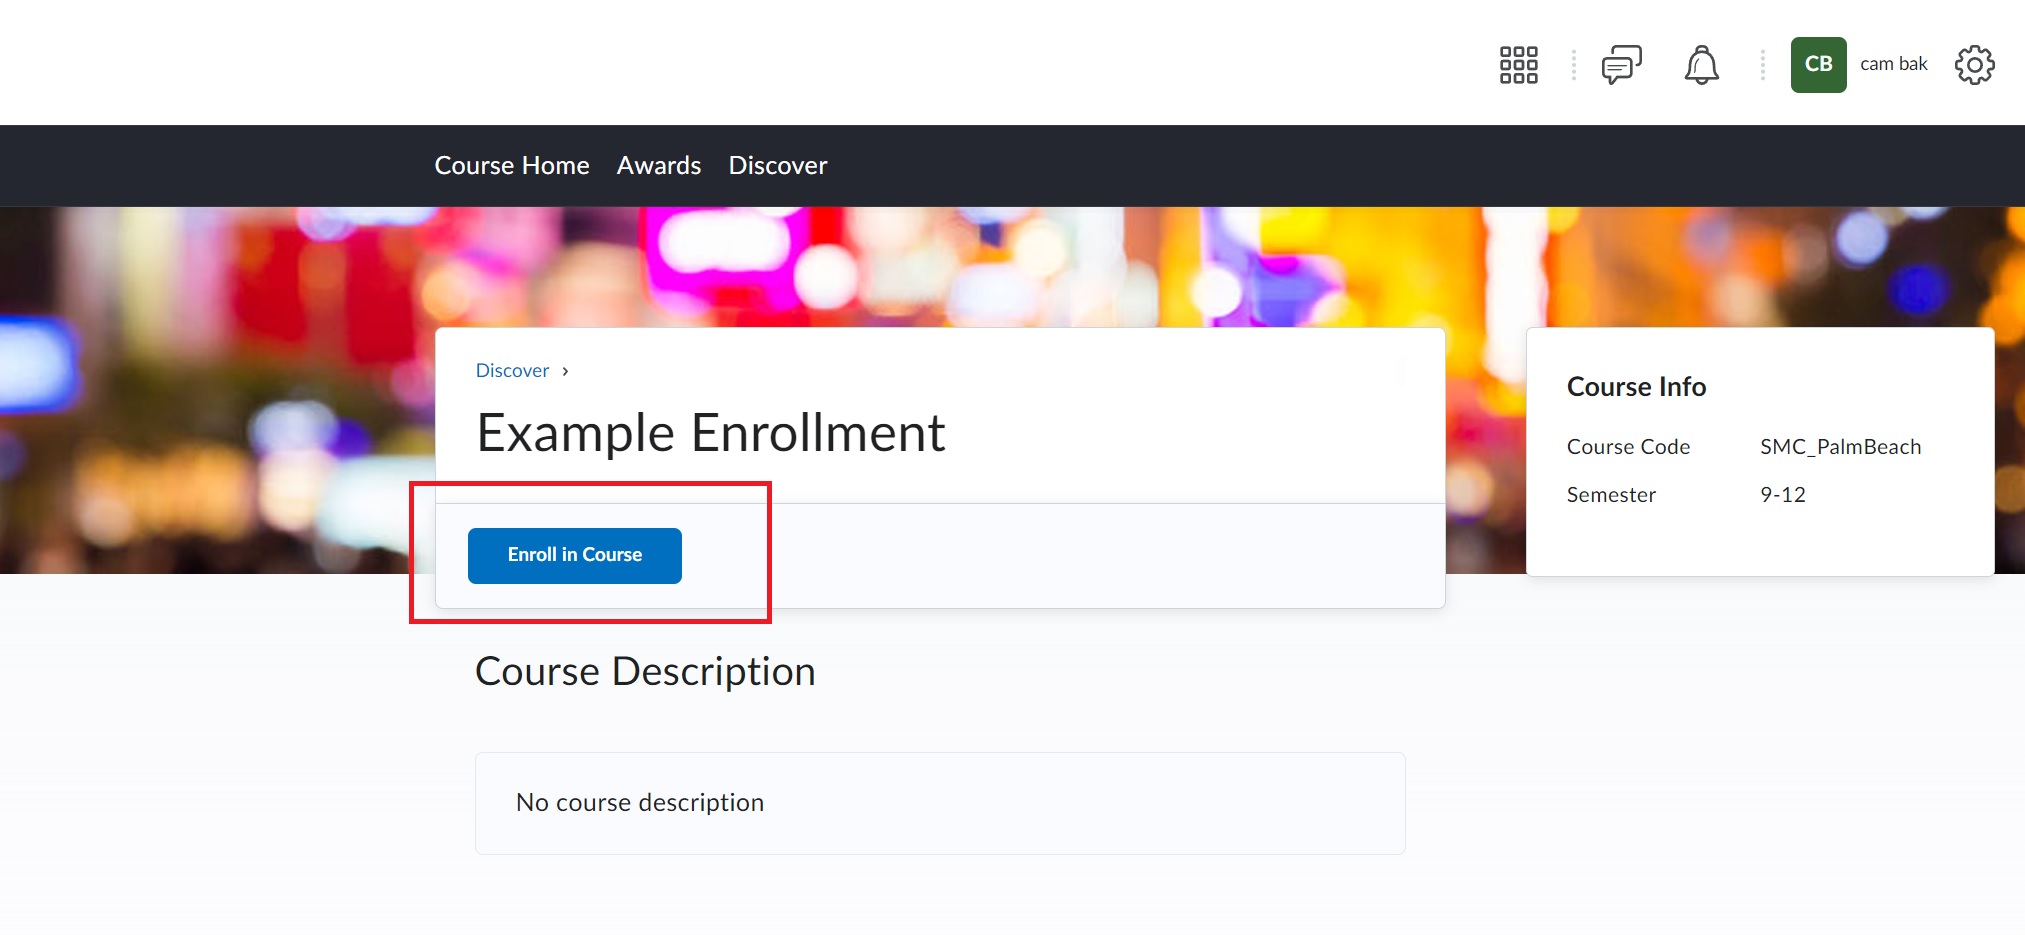 CB cam bak
Course Home Awards Discover
Discover ›
Example Enrollment
Enroll in Course
Course Info
Course Code SMC_PalmBeach
Semester 9-12
Course Description
No course description